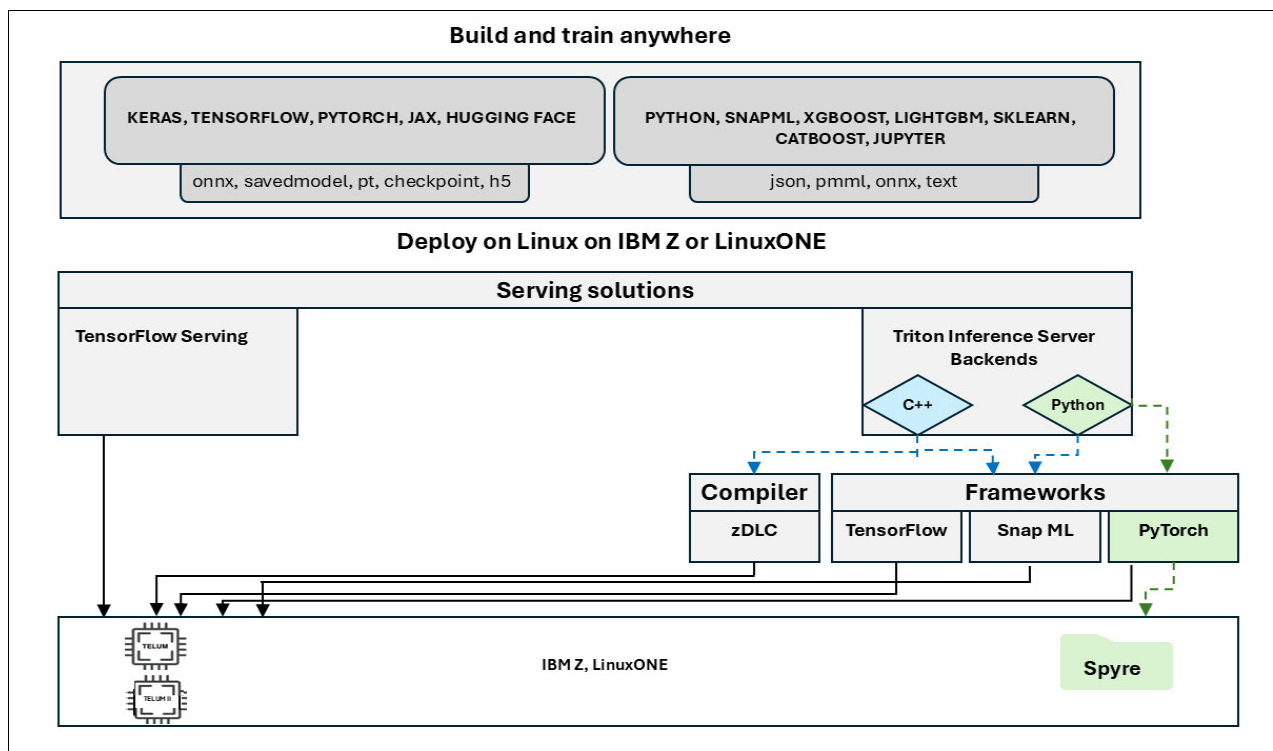 Build and train anywhere
KERAS, TENSORFLOW, PYTORCH, JAX, HUGGING FACE
onnx, savedmodel, pt, checkpoint, h5
PYTHON, SNAPML, XGBOOST, LIGHTGBM, SKLEARN,
CATBOOST, JUPYTER
json, pmml, onnx, text
Deploy on Linux on IBM Z or LinuxONE
Serving solutions
TensorFlow Serving
Triton Inference Server
Backends
C++
Python
Compiler
zDLC
Frameworks
TensorFlow
Snap ML
PyTorch
TELUM
TELUM II
IBM Z, LinuxONE
Spyre